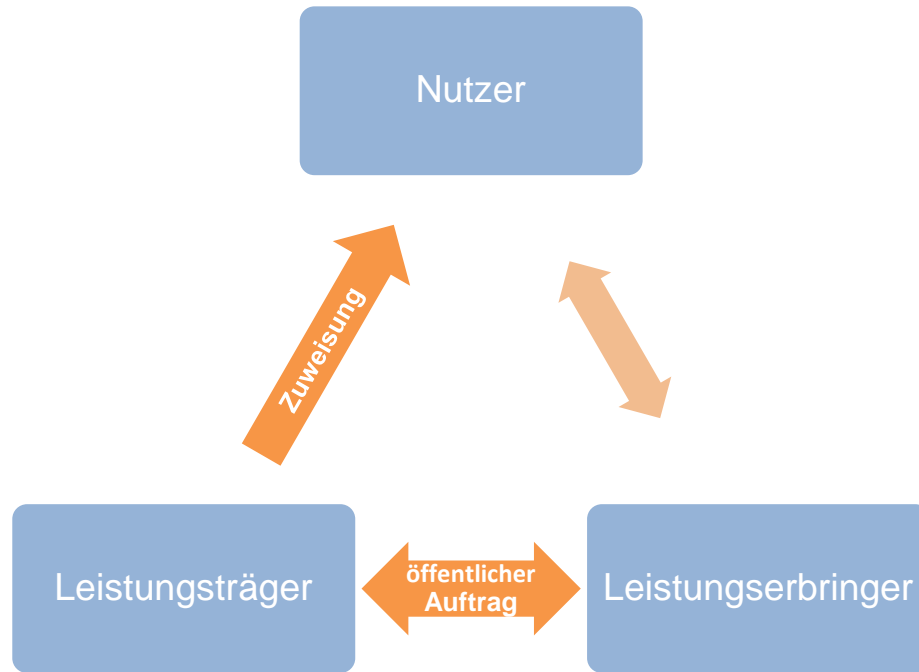 Nutzer
Zuweisung
Leistungsträger
öffentlicher
Auftrag
Leistungserbringer